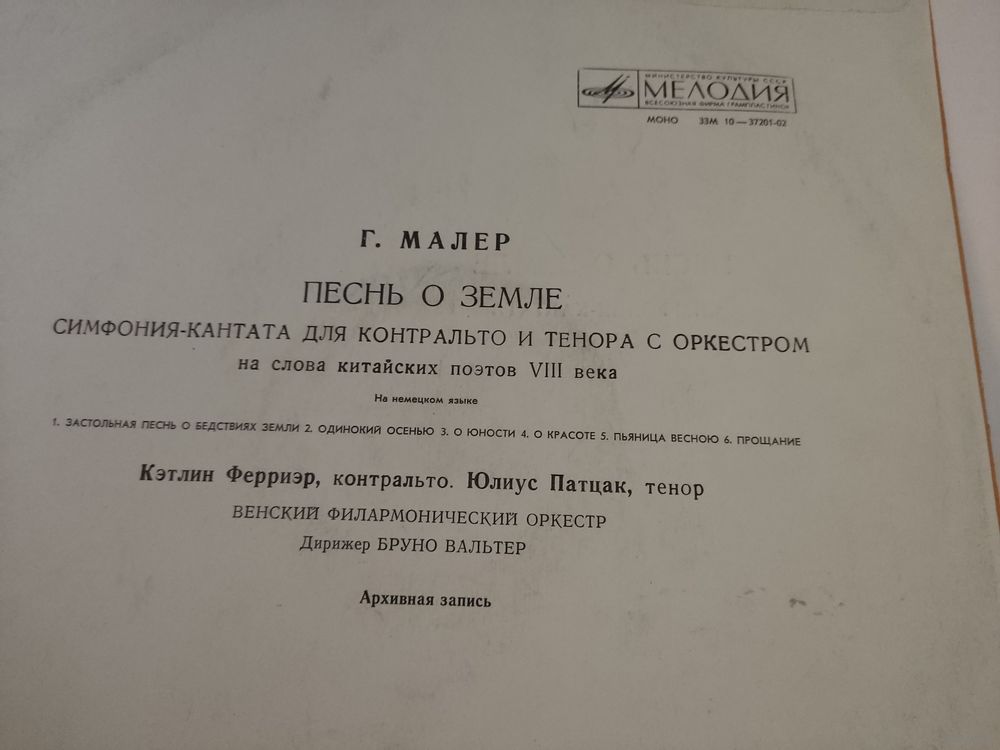 МИНИСТЕРСТВО КУЛЬТУРЫ СССР
МЕЛОДИЯ
ВСЕСОЮЗНАЯ ФИРМА ГРАМПЛАСТИНОК
МОНО 33М 10—37201-02
Г. МАЛЕР
ПЕСНЬ О ЗЕМЛЕ
СИМФОНИЯ-КАНТАТА ДЛЯ КОНТРАЛЬТО И ТЕНОРА С ОРКЕСТРОМ
на слова китайских поэтов VIII века
На немецком языке
1. ЗАСТОЛЬНАЯ ПЕСНЬ О БЕДСТВИЯХ ЗЕМЛИ 2. ОДИНОКИЙ ОСЕНЬЮ 3. О ЮНОСТИ 4. О КРАСОТЕ 5. ПЬЯНИЦА ВЕСНОЮ 6. ПРОЩАНИЕ
Кэтлин Ферриэр, контральто. Юлиус Патцак, тенор
ВЕНСКИЙ ФИЛАРМОНИЧЕСКИЙ ОРКЕСТР
Дирижер БРУНО ВАЛЬТЕР
Архивная запись